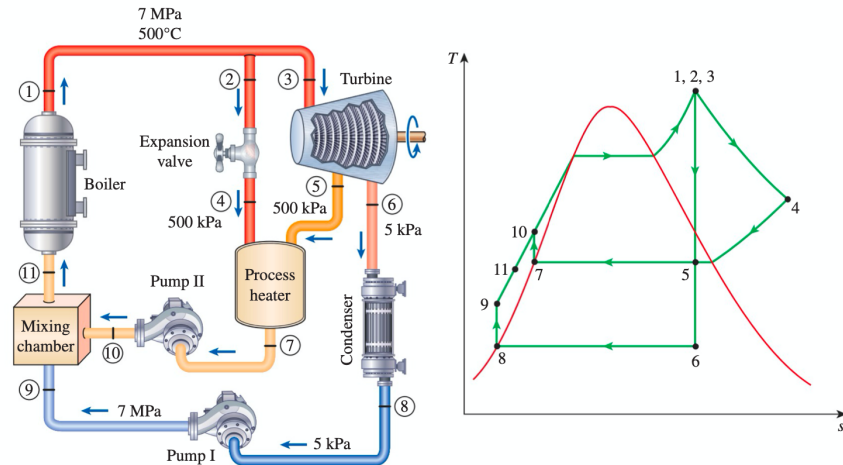 7 MPa
500°C
①
②
③
Turbine
Expansion
valve
Boiler
④
500 kPa
⑤
500 kPa
⑥
5 kPa
Process
heater
Condenser
⑪
Pump II
Mixing
chamber
⑩
⑦
⑨
7 MPa
⑧
Pump I
5 kPa
T
1, 2, 3
4
10
7
5
11
9
8
6
s